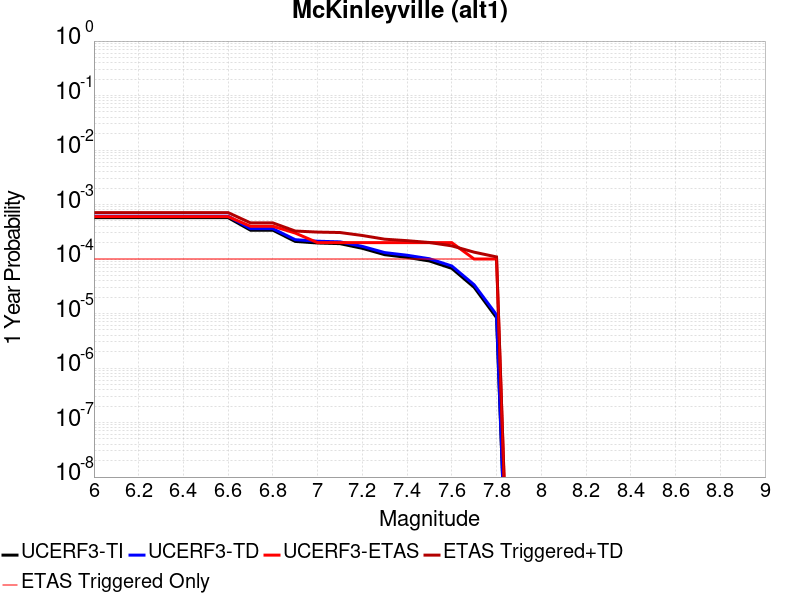 McKinleyville (alt1)
1 Year Probability
10^0
10^-1
10^-2
10^-3
10^-4
10^-5
10^-6
10^-7
10^-8
6 6.2 6.4 6.6 6.8 7 7.2 7.4 7.6 7.8 8 8.2 8.4 8.6 8.8 9
Magnitude
UCERF3-TI UCERF3-TD UCERF3-ETAS ETAS Triggered+TD
ETAS Triggered Only